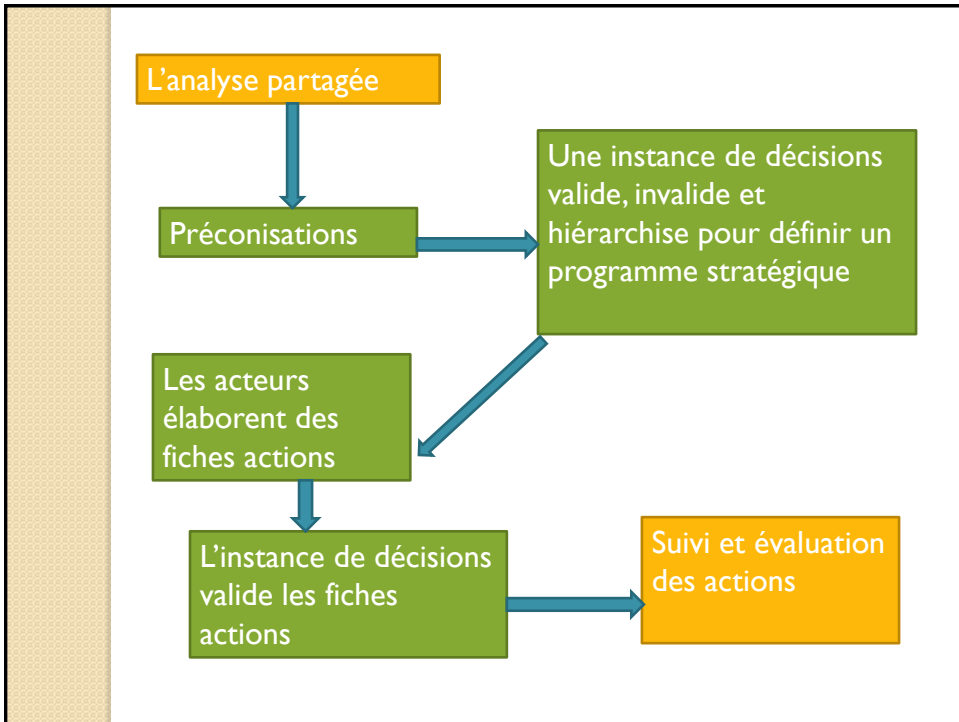 L'analyse partagée
Préconisations
Une instance de décisions
valide, invalide et
hiérarchise pour définir un
programme stratégique
Les acteurs
élaborent des
fiches actions
L'instance de décisions
valide les fiches
actions
Suivi et évaluation
des actions